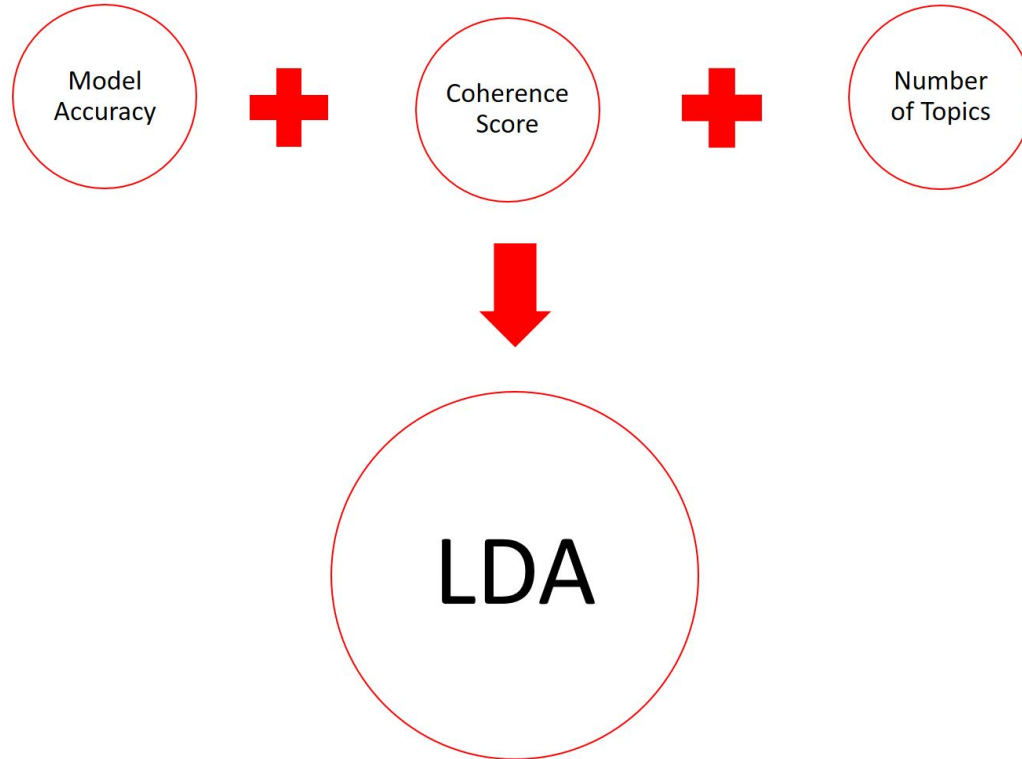 Model
Accuracy
Coherence
Score
Number
of Topics
LDA